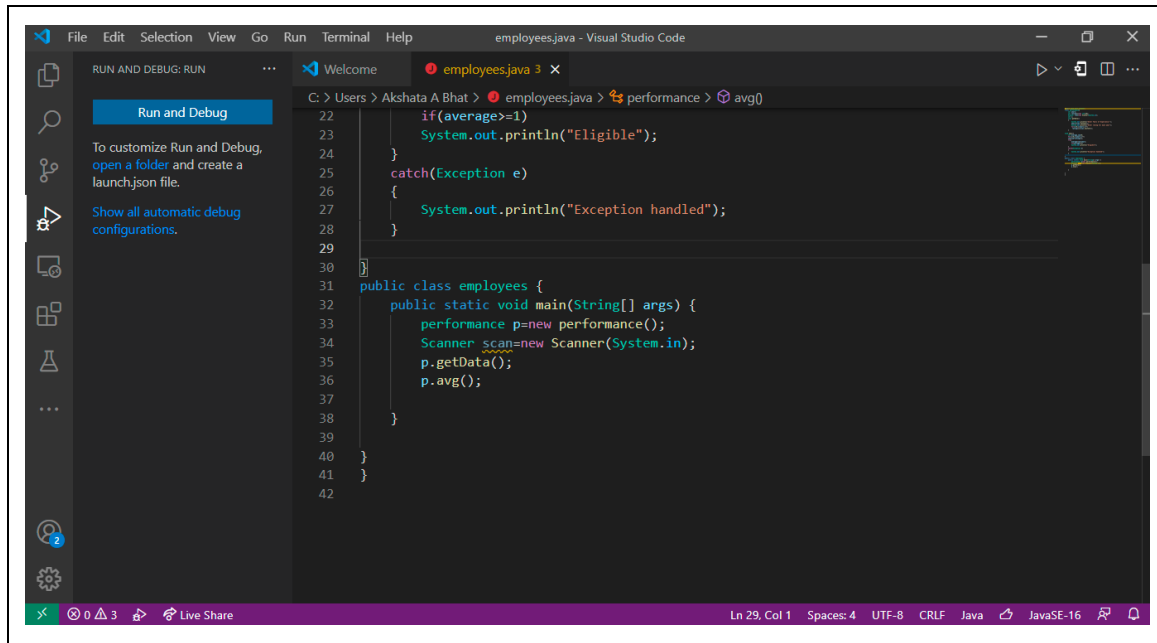 File Edit Selection View Go Run Terminal Help employees.java - Visual Studio Code
RUN AND DEBUG: RUN ...
Welcome employees.java 3
C: > Users > Akshata A Bhat > employees.java > performance > avg()
Run and Debug
To customize Run and Debug,
open a folder and create a
launch.json file.
Show all automatic debug
configurations.
22 if(average>=1)
23 System.out.println("Eligible");
24 }
25 catch(Exception e)
26 {
27 System.out.println("Exception handled");
28 }
29
30 }
31 public class employees {
32 public static void main(String[] args) {
33 performance p=new performance();
34 Scanner scan=new Scanner(System.in);
35 p.getData();
36 p.avg();
37
38 }
39
40 }
41 }
42
2
0 3 Live Share Ln 29, Col 1 Spaces: 4 UTF-8 CRLF Java JavaSE-16